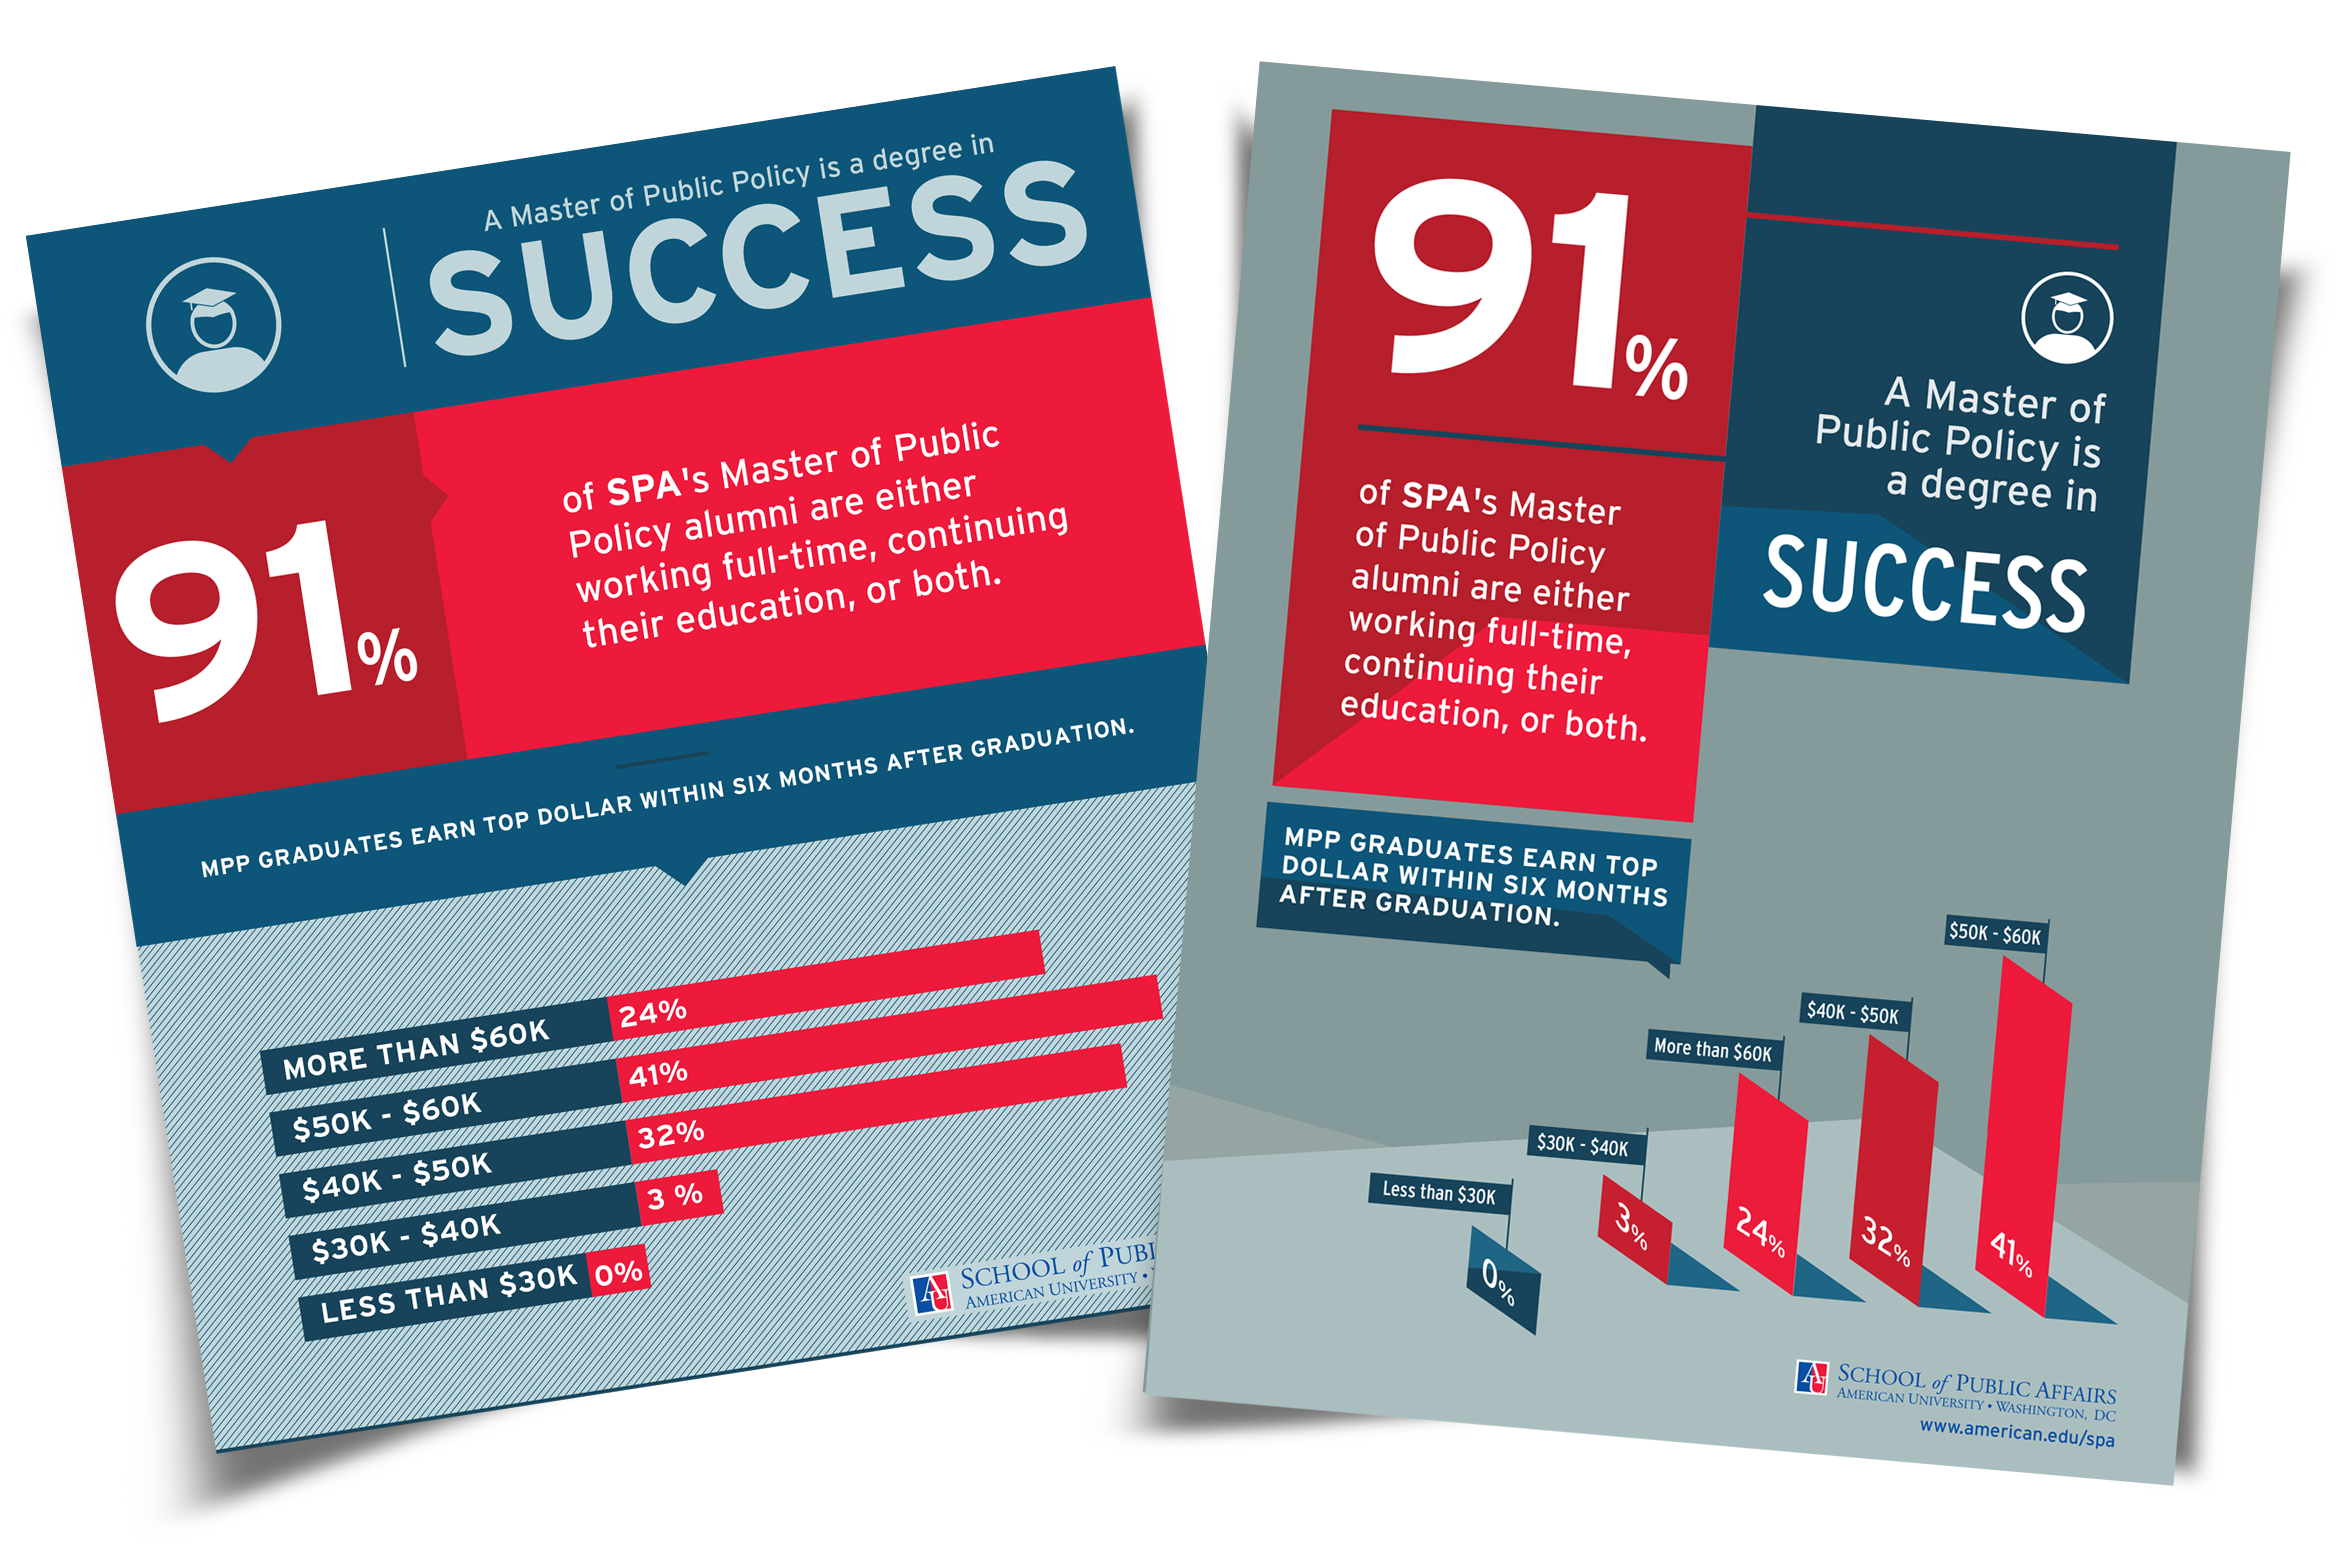 A Master of Public Policy is a degree in
SUCCESS
91%
of SPA's Master of Public
Policy alumni are either
working full-time, continuing
their education, or both.
MPP GRADUATES EARN TOP DOLLAR WITHIN SIX MONTHS AFTER GRADUATION.
MORE THAN $60K 24%
$50K - $60K 41%
$40K - $50K 32%
$30K - $40K 3 %
LESS THAN $30K 0%
AU
SCHOOL of
AMERICAN UNIVERSITY •
91%
of SPA's Master
of Public Policy
alumni are either
working full-time,
continuing their
education, or both.
A Master of
Public Policy is
a degree in
SUCCESS
MPP GRADUATES EARN TOP
DOLLAR WITHIN SIX MONTHS
AFTER GRADUATION.
Less than $30K
0%
$30K - $40K
3%
More than $60K
24%
$40K - $50K
32%
$50K - $60K
41%
AU
SCHOOL of PUBLIC AFFAIRS
AMERICAN UNIVERSITY • WASHINGTON, DC
www.american.edu/spa